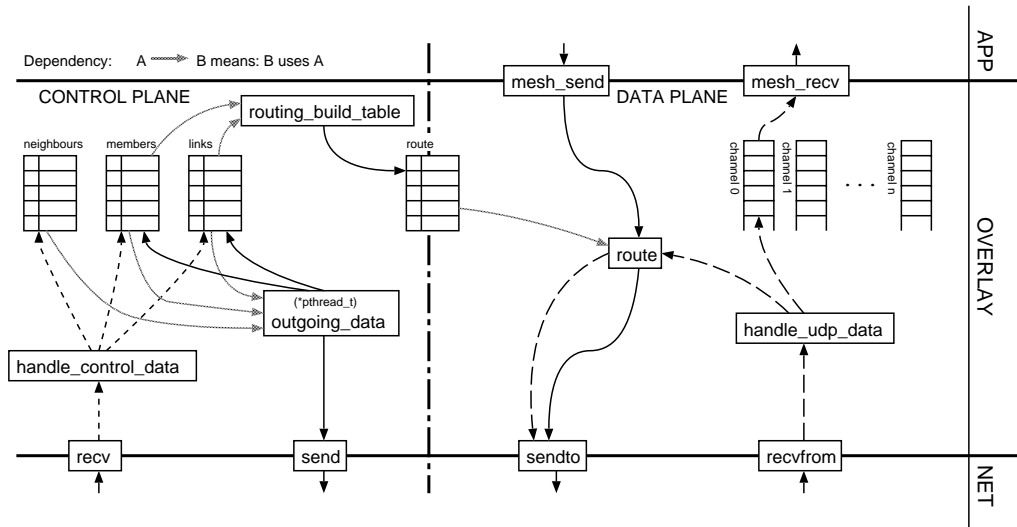 Dependency: A B means: B uses A
APP
mesh_send
mesh_recv
CONTROL PLANE
DATA PLANE
routing_build_table
neighbours
members
links
route
channel 0
channel 1
. . . .
channel n
OVERLAY
route
(*pthread_t)
outgoing_data
handle_udp_data
handle_control_data
recv
send
sendto
recvfrom
NET